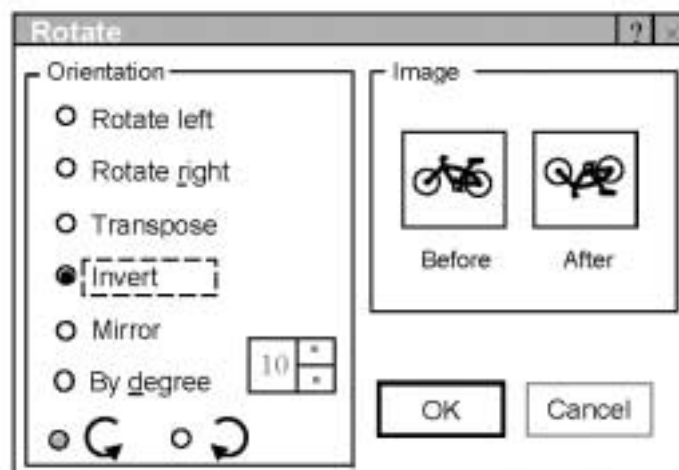 Rotate ? ×
Orientation
Rotate left
Rotate right
Transpose
Invert
Mirror
By degree 10
Image
Before After
OK Cancel